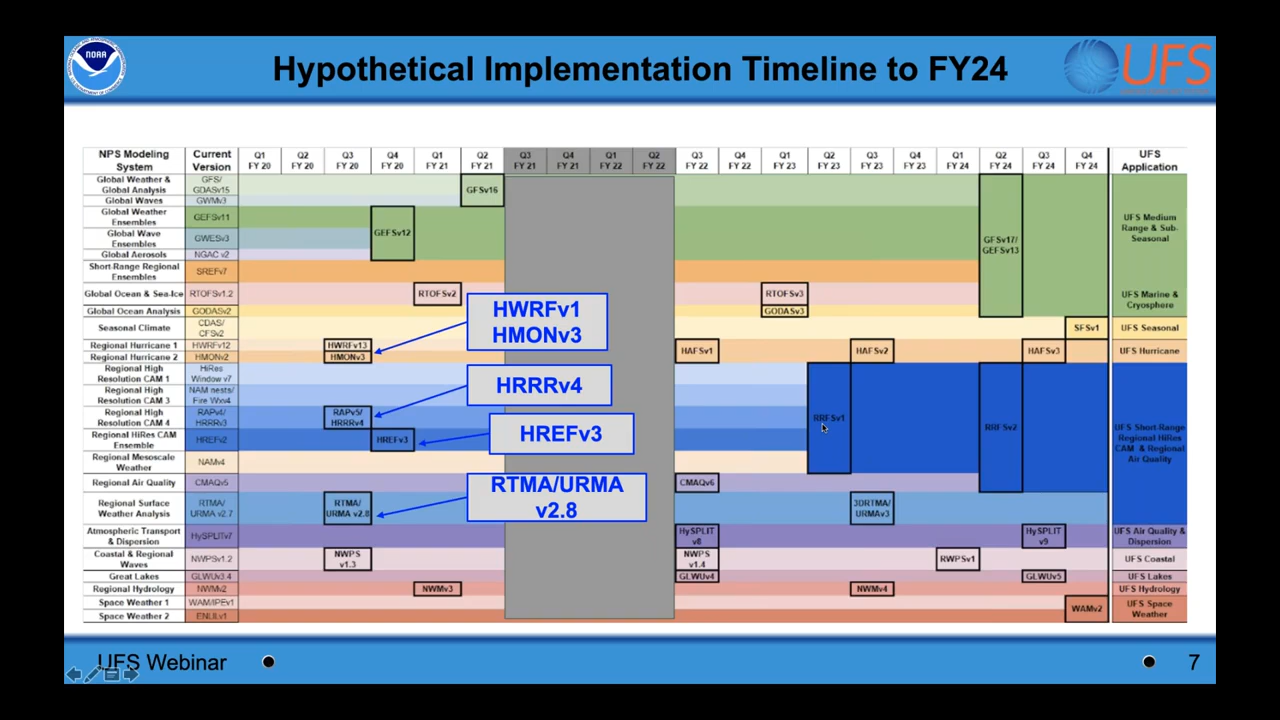 NOAA
Hypothetical Implementation Timeline to FY24
UFS
NPS Modeling System
Current Version
Q1 FY 20
Q2 FY 20
Q3 FY 20
Q4 FY 20
Q1 FY 21
Q2 FY 21
Q3 FY 21
Q4 FY 21
Q1 FY 22
Q2 FY 22
Q3 FY 22
Q4 FY 22
Q1 FY 23
Q2 FY 23
Q3 FY 23
Q4 FY 23
Q1 FY 24
Q2 FY 24
Q3 FY 24
Q4 FY 24
UFS Application
Global Weather & Global Analysis
GFS/ GDASv15
GFSv16
Global Waves
GWMv3
Global Weather Ensembles
GEFSv11
GEFSv12
GFSv17/ GEFSv13
UFS Medium Range & Sub-Seasonal
Global Wave Ensembles
GWESv3
Global Aerosols
NGAC v2
Short-Range Regional Ensembles
SREFv7
Global Ocean & Sea-Ice
RTOFSv1.2
RTOFSv2
RTOFSv3
UFS Marine & Cryosphere
Global Ocean Analysis
GODASv2
GODASv3
Seasonal Climate
CDAS/ CFSv2
SFSv1
UFS Seasonal
Regional Hurricane 1
HWRFv12
HWRFv13
Regional Hurricane 2
HMONv2
HMONv3
HAFSv1
HAFSv2
HAFSv3
UFS Hurricane
HWRFv1
HMONv3
Regional High Resolution CAM 1
HiRes Window v7
Regional High Resolution CAM 3
NAM nests/ Fire Wxv4
HRRRv4
Regional High Resolution CAM 4
RAPv4/ HRRRv3
RAPv5/ HRRRv4
RRFSv1
RRFSv2
UFS Short-Range Regional HiRes CAM & Regional Air Quality
Regional HiRes CAM Ensemble
HREFv2
HREFv3
HREFv3
Regional Mesoscale Weather
NAMv4
Regional Air Quality
CMAQv5
CMAQv6
RTMA/URMA
v2.8
Regional Surface Weather Analysis
RTMA/ URMA v2.7
RTMA/ URMA v2.8
3DRTMA/ URMAv3
Atmospheric Transport & Dispersion
HySPLITv7
HySPLIT v8
HySPLIT v9
UFS Air Quality & Dispersion
Coastal & Regional Waves
NWPSv1.2
NWPS v1.3
NWPS v1.4
RWPSv1
UFS Coastal
Great Lakes
GLWUv3.4
GLWUv4
GLWUv5
UFS Lakes
Regional Hydrology
NWMv2
NWMv3
NWMv4
UFS Hydrology
Space Weather 1
WAM/IPEv1
WAMv2
UFS Space Weather
Space Weather 2
ENLILv1
UFS Webinar
7